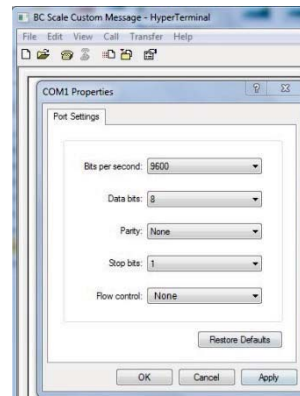 BC Scale Custom Message - HyperTerminal
File Edit View Call Transfer Help
COM1 Properties
Port Settings
Bits per second: 9600
Data bits: 8
Parity: None
Stop bits: 1
Flow control: None
Restore Defaults
OK Cancel Apply